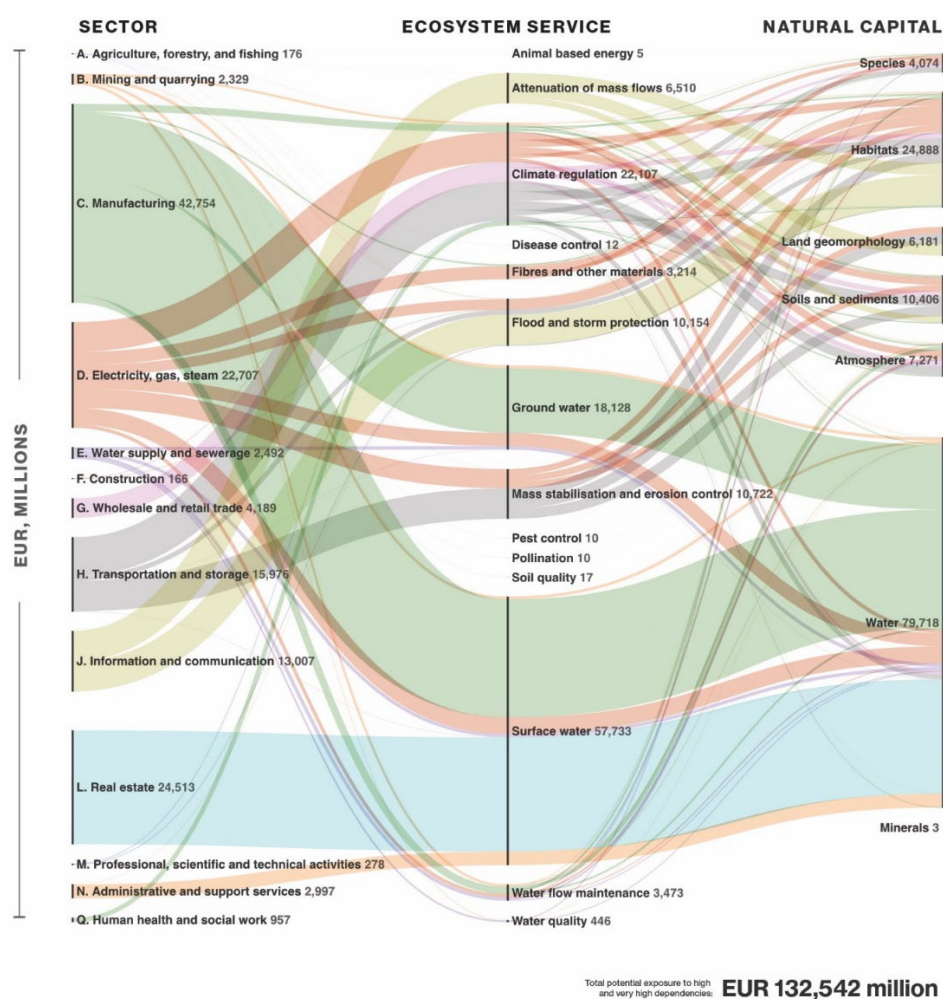 SECTOR
ECOSYSTEM SERVICE
NATURAL CAPITAL
EUR, MILLIONS
A. Agriculture, forestry, and fishing 176
B. Mining and quarrying 2,329
C. Manufacturing 42,754
D. Electricity, gas, steam 22,707
E. Water supply and sewerage 2,492
F. Construction 166
G. Wholesale and retail trade 4,189
H. Transportation and storage 15,976
J. Information and communication 13,007
L. Real estate 24,513
M. Professional, scientific and technical activities 278
N. Administrative and support services 2,997
Q. Human health and social work 957
Animal based energy 5
Attenuation of mass flows 6,510
Climate regulation 22,107
Disease control 12
Fibres and other materials 3,214
Flood and storm protection 10,154
Ground water 18,128
Mass stabilisation and erosion control 10,722
Pest control 10
Pollination 10
Soil quality 17
Surface water 57,733
Water flow maintenance 3,473
Water quality 446
Species 4,074
Habitats 24,888
Land geomorphology 6,181
Soils and sediments 10,406
Atmosphere 7,271
Water 79,718
Minerals 3
Total potential exposure to high
and very high dependencies:
EUR 132,542 million